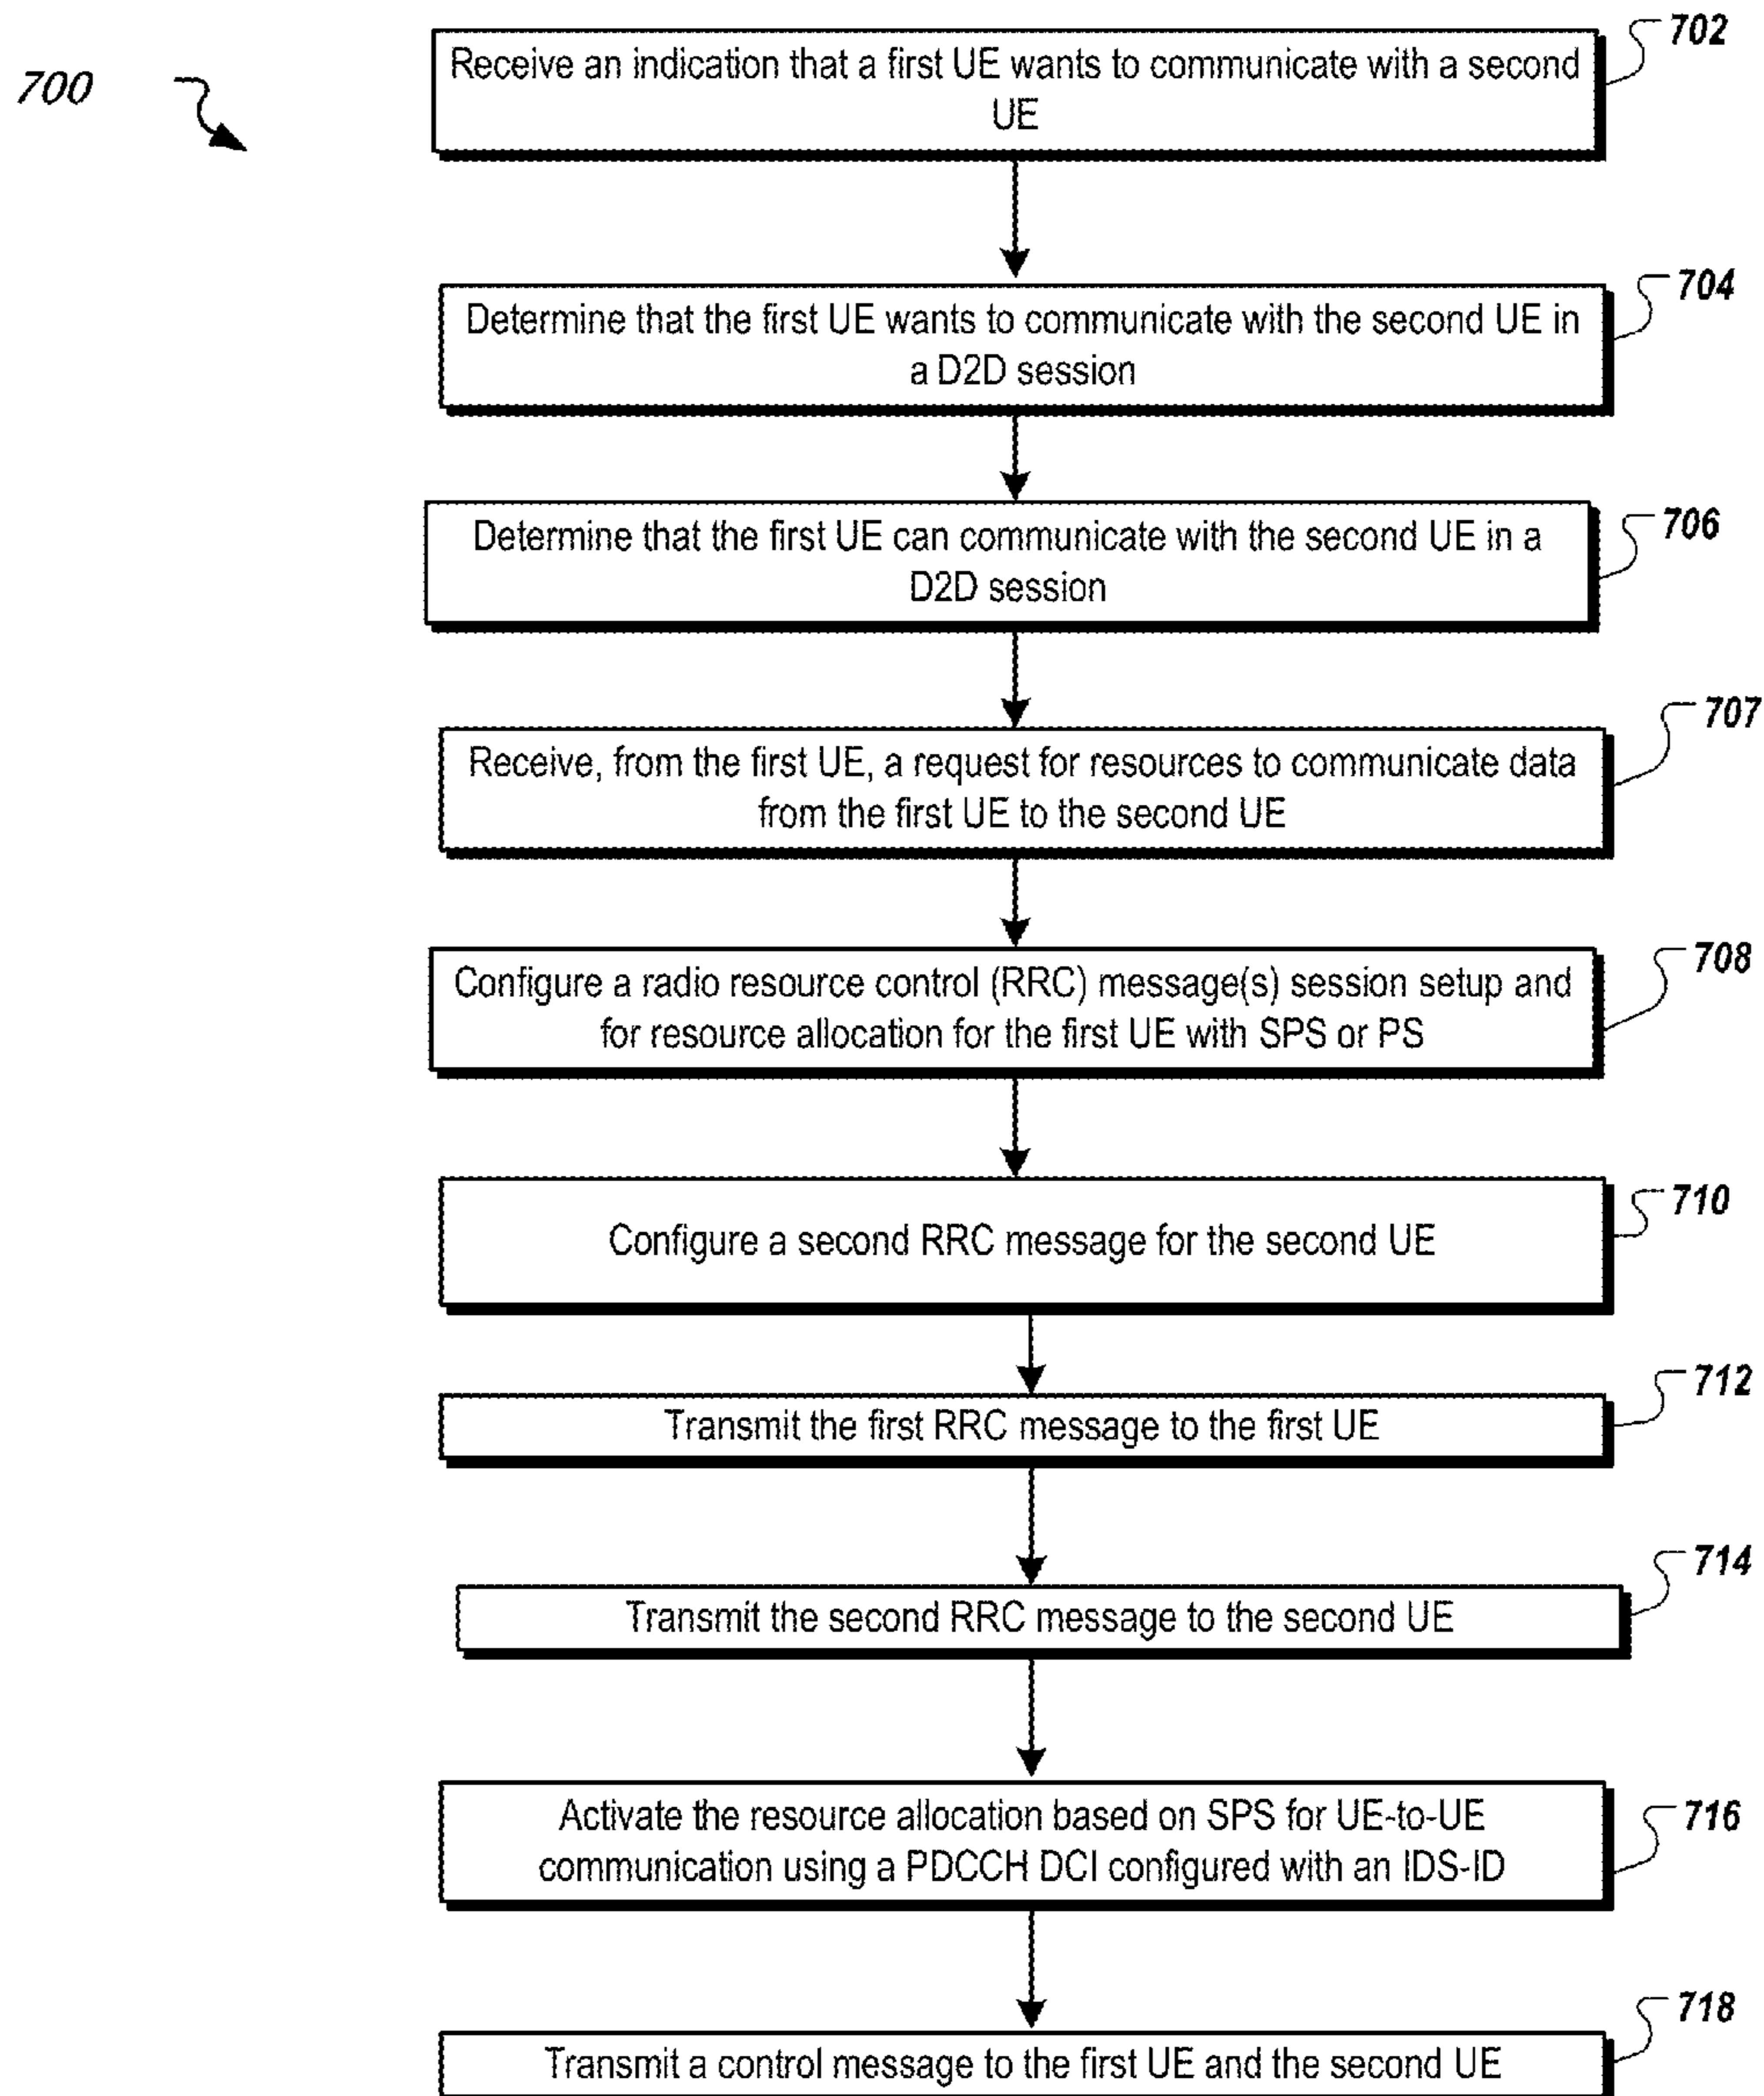 700
702
Receive an indication that a first UE wants to communicate with a second
UE
704
Determine that the first UE wants to communicate with the second UE in
a D2D session
706
Determine that the first UE can communicate with the second UE in a
D2D session
707
Receive, from the first UE, a request for resources to communicate data
from the first UE to the second UE
708
Configure a radio resource control (RRC) message(s) session setup and
for resource allocation for the first UE with SPS or PS
710
Configure a second RRC message for the second UE
712
Transmit the first RRC message to the first UE
714
Transmit the second RRC message to the second UE
716
Activate the resource allocation based on SPS for UE-to-UE
communication using a PDCCH DCI configured with an IDS-ID
718
Transmit a control message to the first UE and the second UE